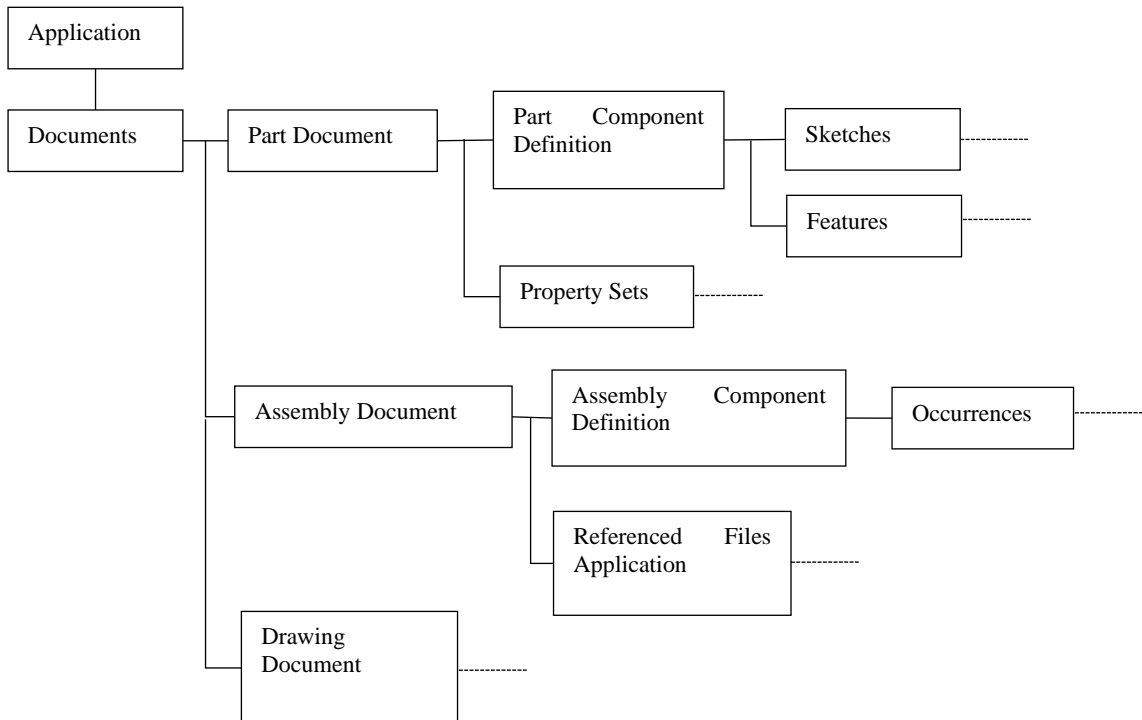 Application
Documents
Part Document
Part Component
Definition
Sketches
Features
Property Sets
Assembly Document
Assembly Component
Definition
Occurrences
Referenced Files
Application
Drawing
Document